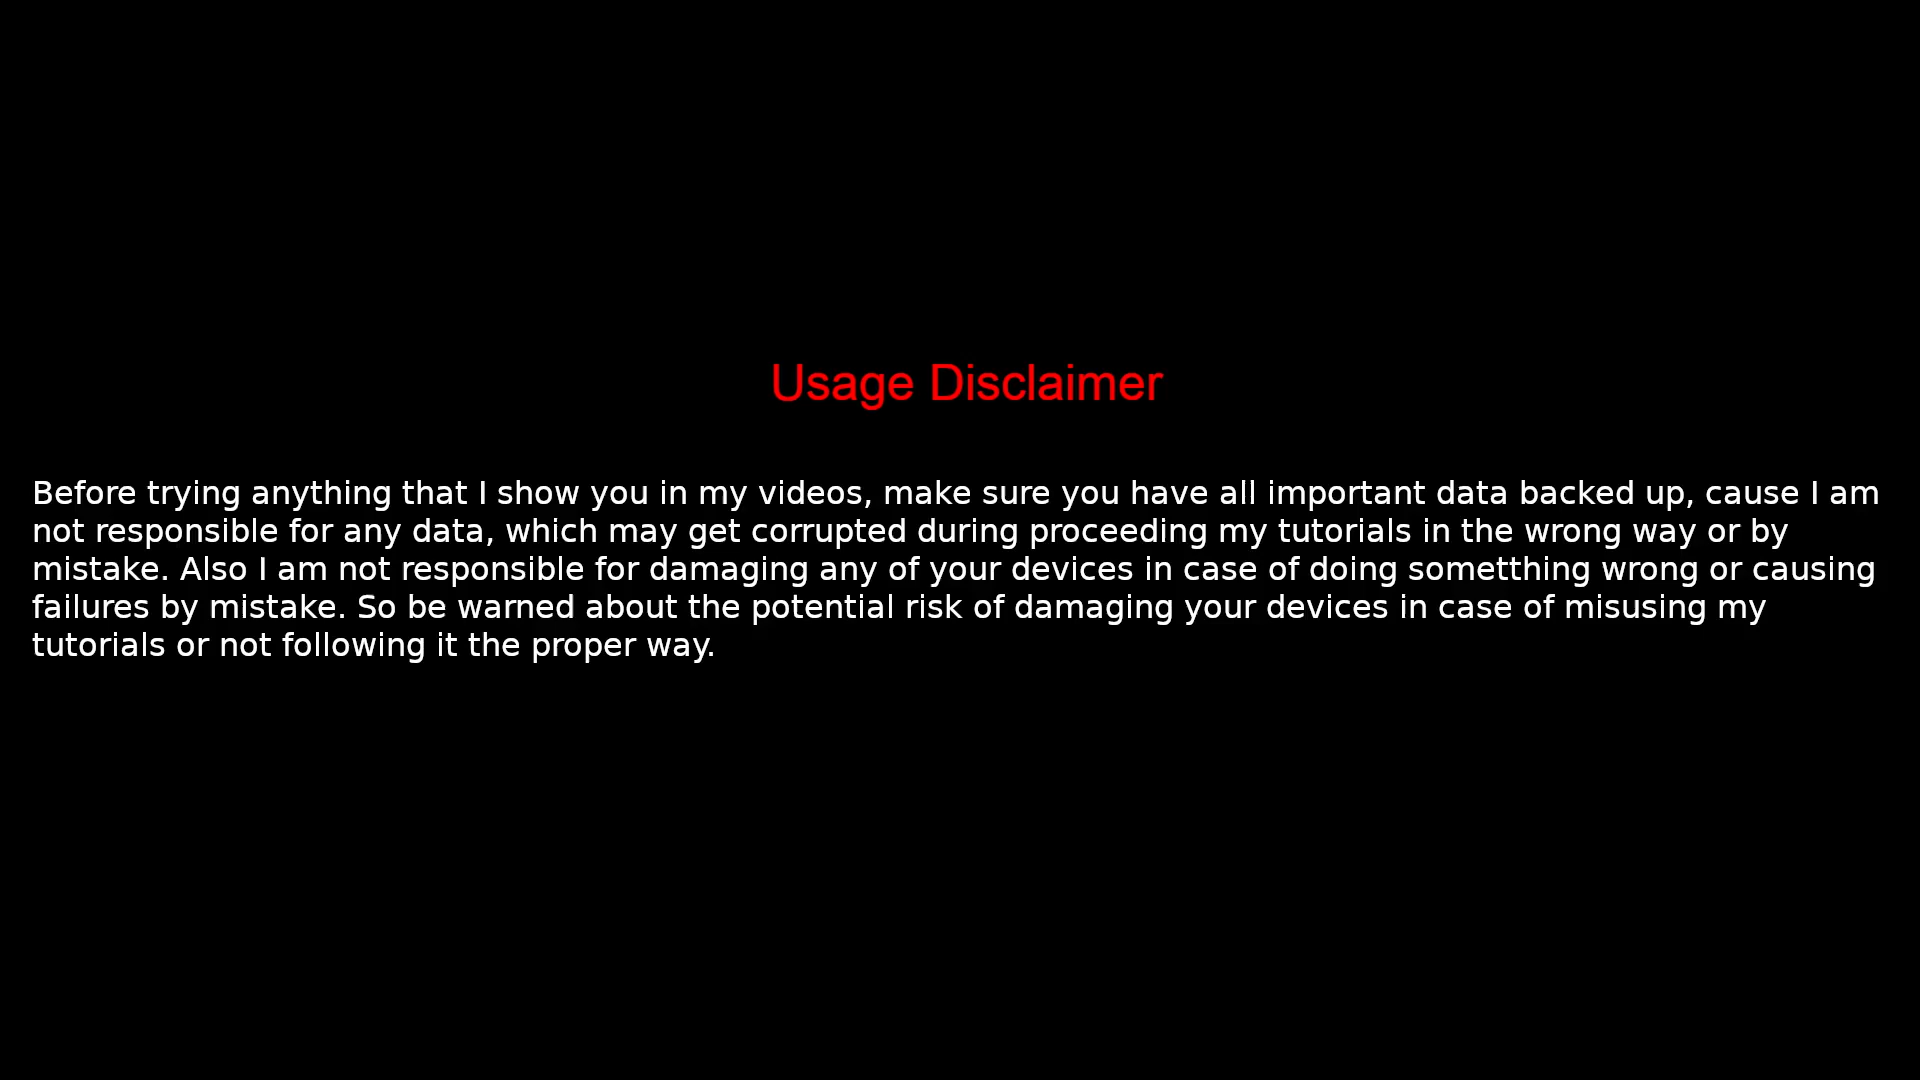 Usage Disclaimer
Before trying anything that I show you in my videos, make sure you have all important data backed up, cause I am
not responsible for any data, which may get corrupted during proceeding my tutorials in the wrong way or by
mistake. Also I am not responsible for damaging any of your devices in case of doing sometthing wrong or causing
failures by mistake. So be warned about the potential risk of damaging your devices in case of misusing my
tutorials or not following it the proper way.